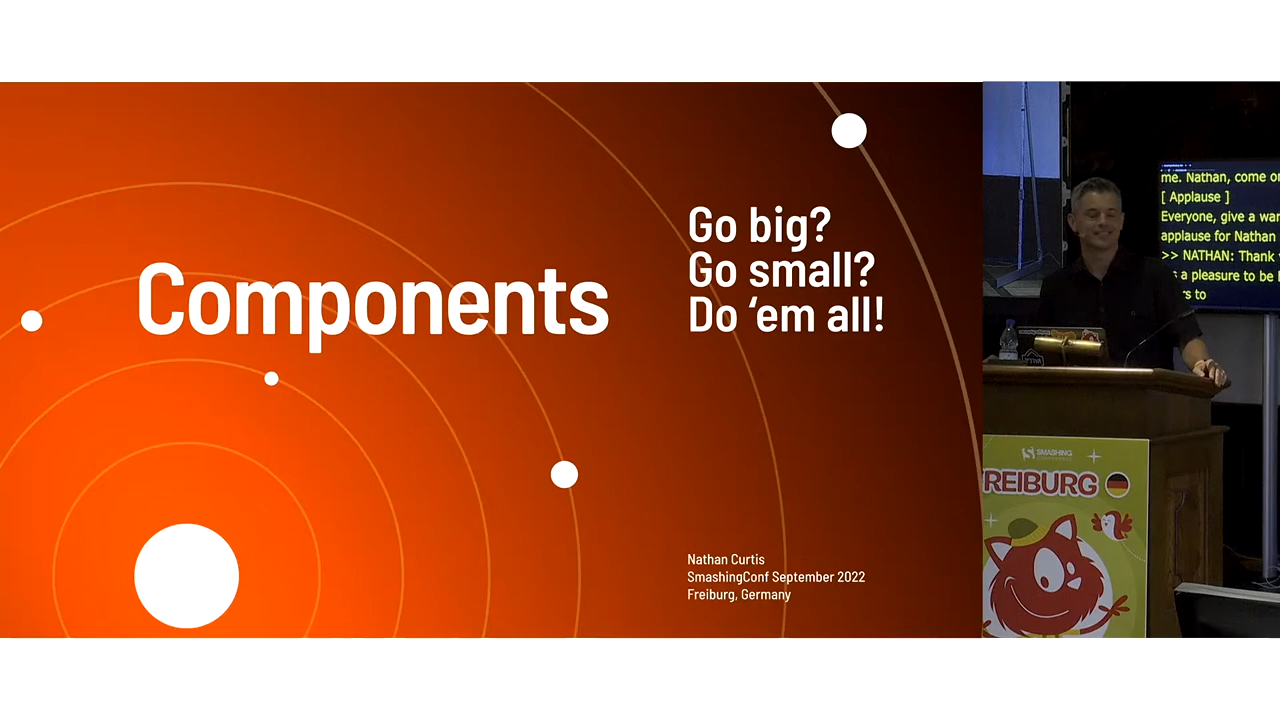 Components
Go big?
Go small?
Do ‘em all!
Nathan Curtis
SmashingConf September 2022
Freiburg, Germany
me. Nathan, come
[ Applause ]
Everyone, give a
applause for Nathan
>> NATHAN: Thank
a pleasure to be
to
SMASHING
REIBURG